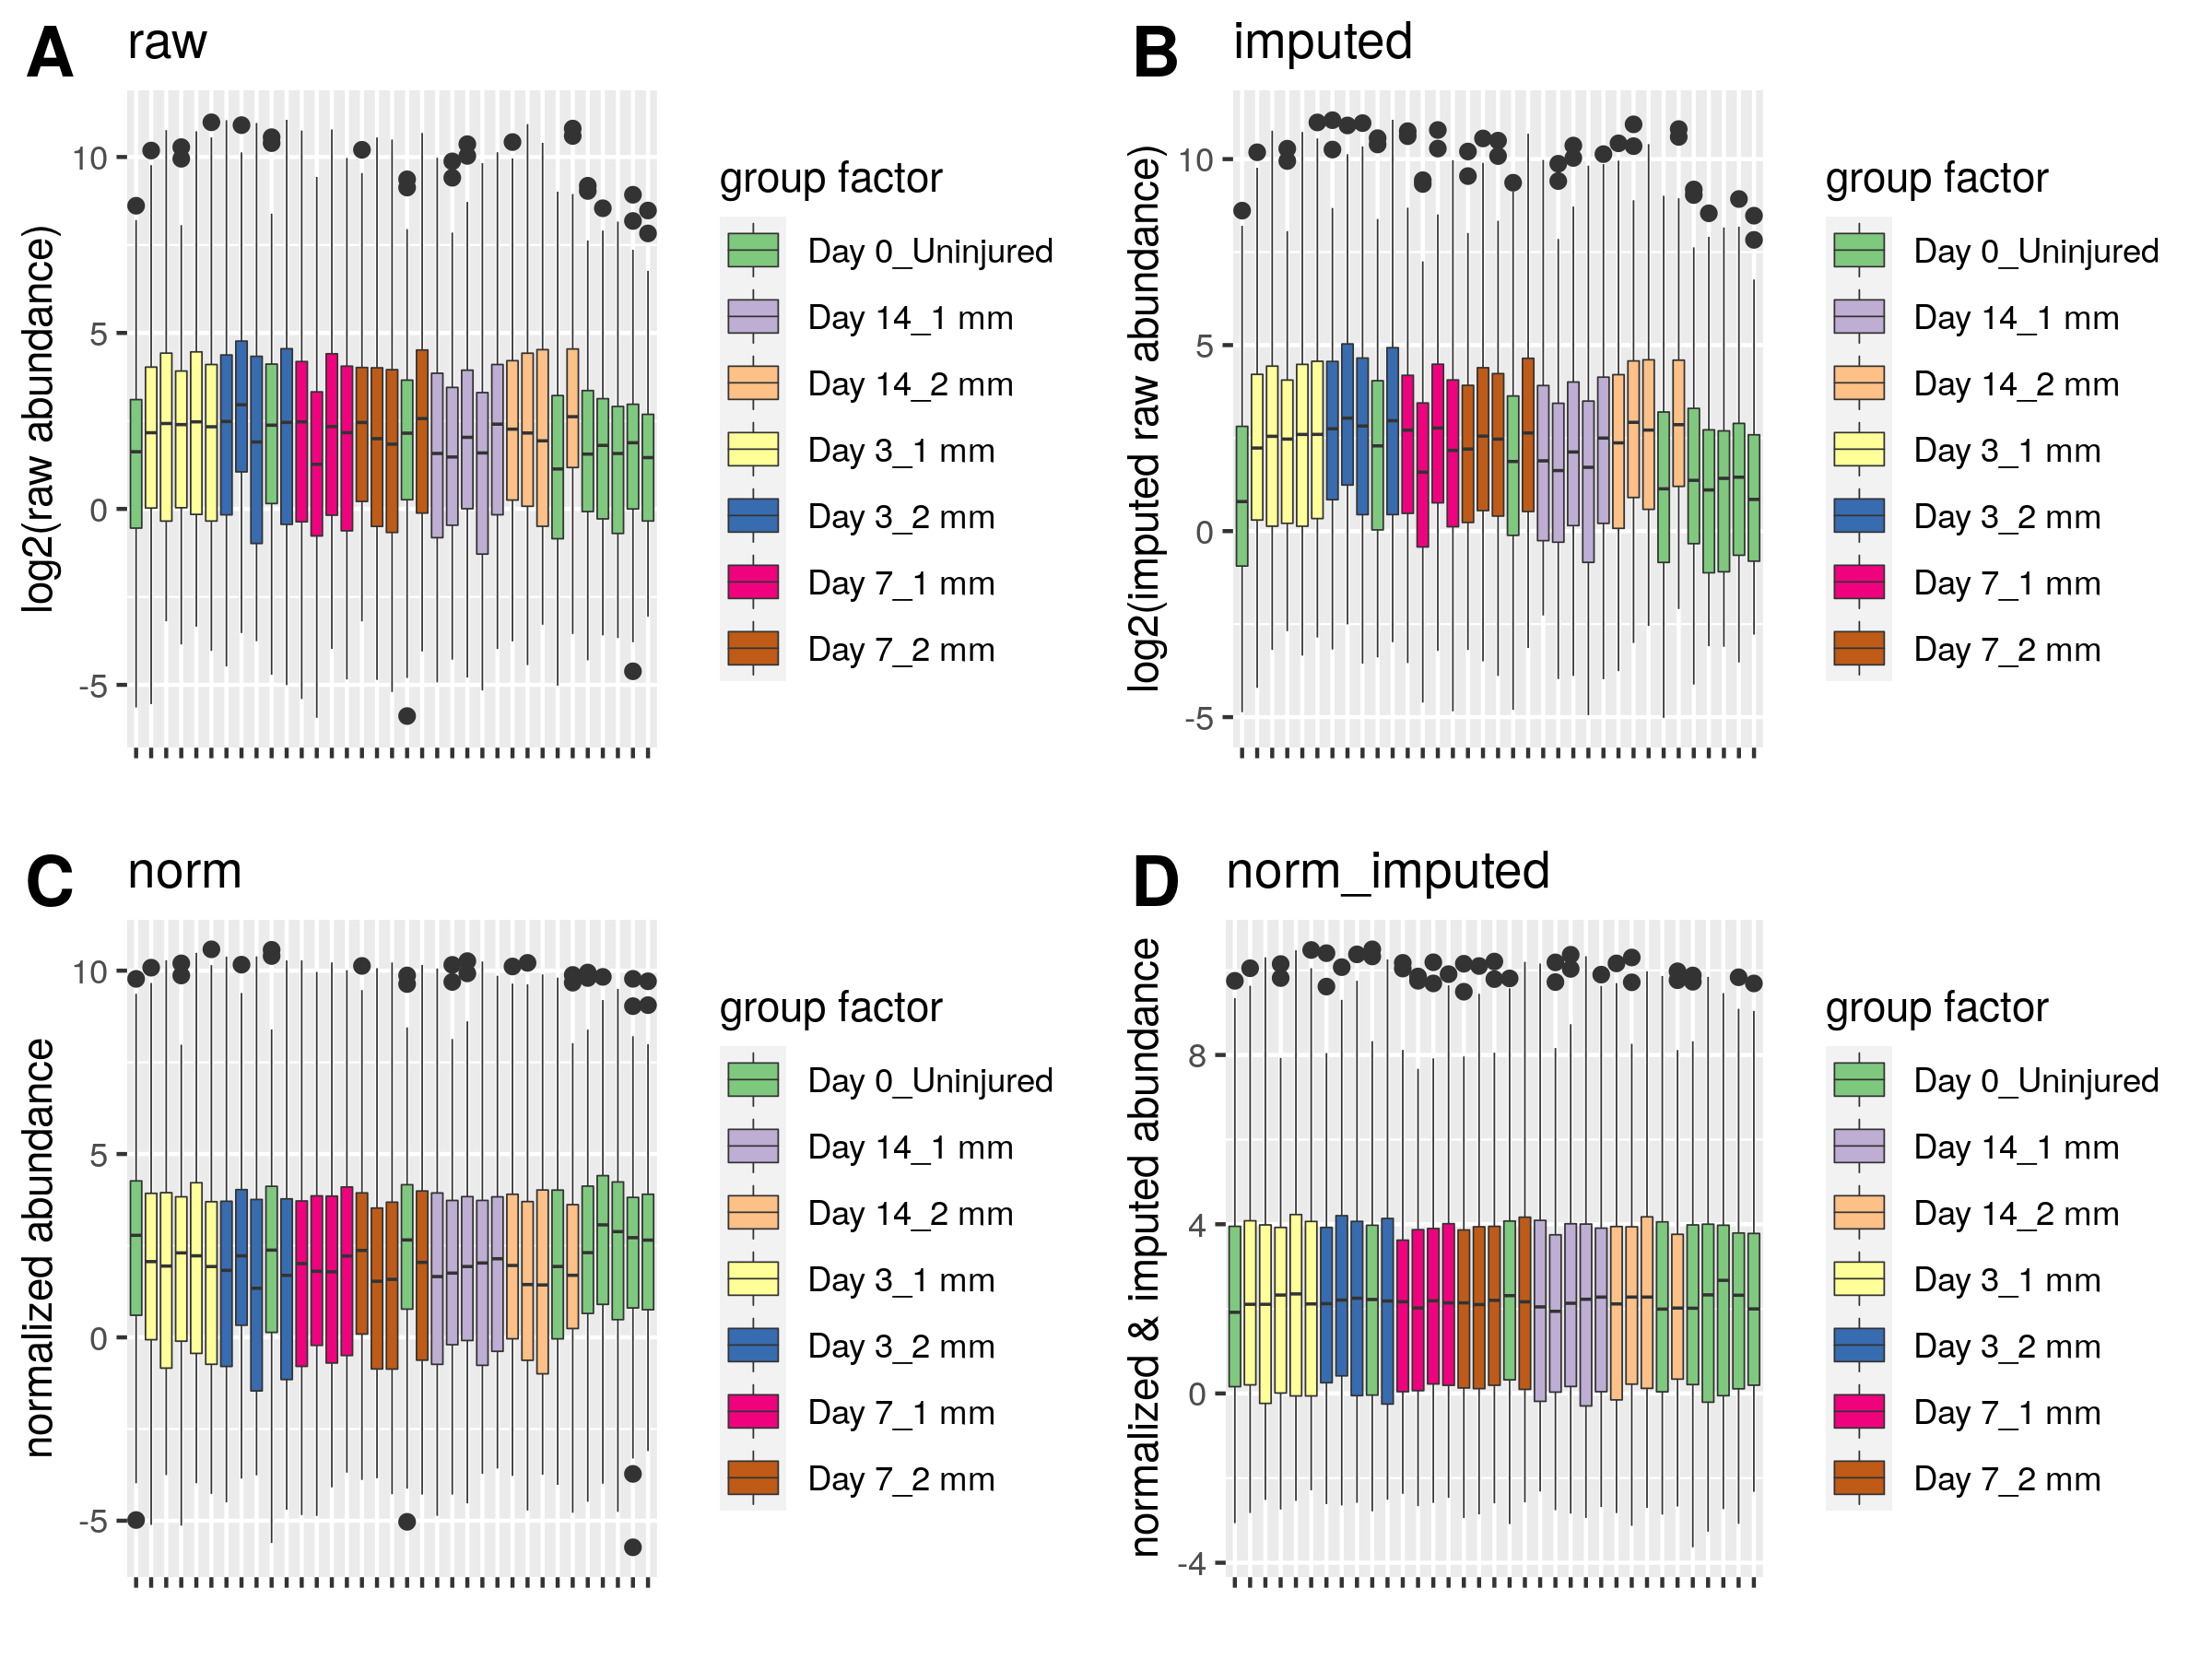 A raw
log2(raw abundance)
10
5
0
-5
group factor
Day 0_Uninjured
Day 14_1 mm
Day 14_2 mm
Day 3_1 mm
Day 3_2 mm
Day 7_1 mm
Day 7_2 mm
B imputed
log2(imputed raw abundance)
10
5
0
-5
group factor
Day 0_Uninjured
Day 14_1 mm
Day 14_2 mm
Day 3_1 mm
Day 3_2 mm
Day 7_1 mm
Day 7_2 mm
C norm
normalized abundance
10
5
0
-5
group factor
Day 0_Uninjured
Day 14_1 mm
Day 14_2 mm
Day 3_1 mm
Day 3_2 mm
Day 7_1 mm
Day 7_2 mm
D norm_imputed
normalized & imputed abundance
8
4
0
-4
group factor
Day 0_Uninjured
Day 14_1 mm
Day 14_2 mm
Day 3_1 mm
Day 3_2 mm
Day 7_1 mm
Day 7_2 mm